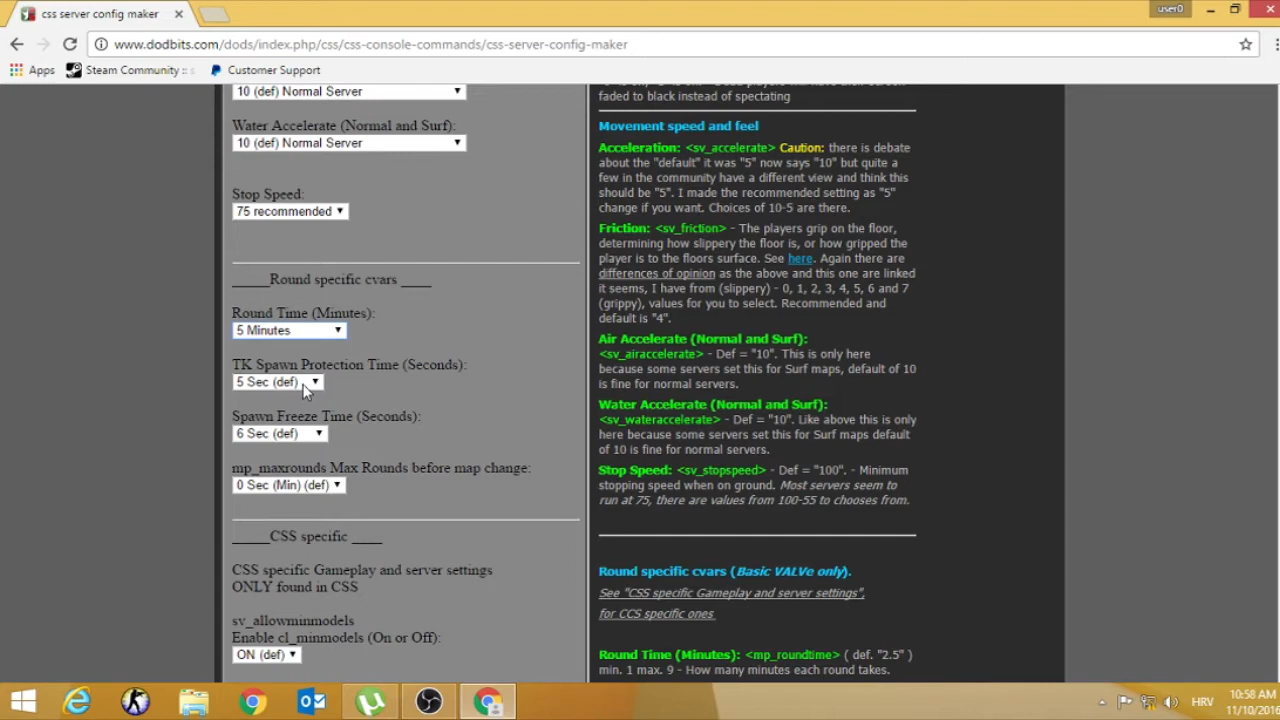 css server config maker
user0
www.dodbits.com/dods/index.php/css/css-console-commands/css-server-config-maker
Apps
Steam Community ::
Customer Support
10 (def) Normal Server
Water Accelerate (Normal and Surf):
10 (def) Normal Server
Stop Speed:
75 recommended
_____Round specific cvars ____
Round Time (Minutes):
5 Minutes
TK Spawn Protection Time (Seconds):
5 Sec (def)
Spawn Freeze Time (Seconds):
6 Sec (def)
mp_maxrounds Max Rounds before map change:
0 Sec (Min) (def)
_____CSS specific ____
CSS specific Gameplay and server settings
ONLY found in CSS
sv_allowminmodels
Enable cl_minmodels (On or Off):
ON (def)
faded to black instead of spectating
Movement speed and feel
Acceleration: <sv_accelerate> Caution: there is debate
about the "default" it was "5" now says "10" but quite a
few in the community have a different view and think this
should be "5". I made the recommended setting as "5"
change if you want. Choices of 10-5 are there.
Friction: <sv_friction> - The players grip on the floor,
determining how slippery the floor is, or how gripped the
player is to the floors surface. See here. Again there are
differences of opinion as the above and this one are linked
it seems, I have from (slippery) - 0, 1, 2, 3, 4, 5, 6 and 7
(grippy), values for you to select. Recommended and
default is "4".
Air Accelerate (Normal and Surf):
<sv_airaccelerate> - Def = "10". This is only here
because some servers set this for Surf maps, default of 10
is fine for normal servers.
Water Accelerate (Normal and Surf):
<sv_wateraccelerate> - Def = "10". Like above this is only
here because some servers set this for Surf maps default
of 10 is fine for normal servers.
Stop Speed: <sv_stopspeed> - Def = "100". - Minimum
stopping speed when on ground. Most servers seem to
run at 75, there are values from 100-55 to chooses from.
Round specific cvars (Basic VALVe only).
See "CSS specific Gameplay and server settings",
for CCS specific ones
Round Time (Minutes): <mp_roundtime> ( def. "2.5" )
min. 1 max. 9 - How many minutes each round takes.
HRV
10:58 AM
11/10/2016